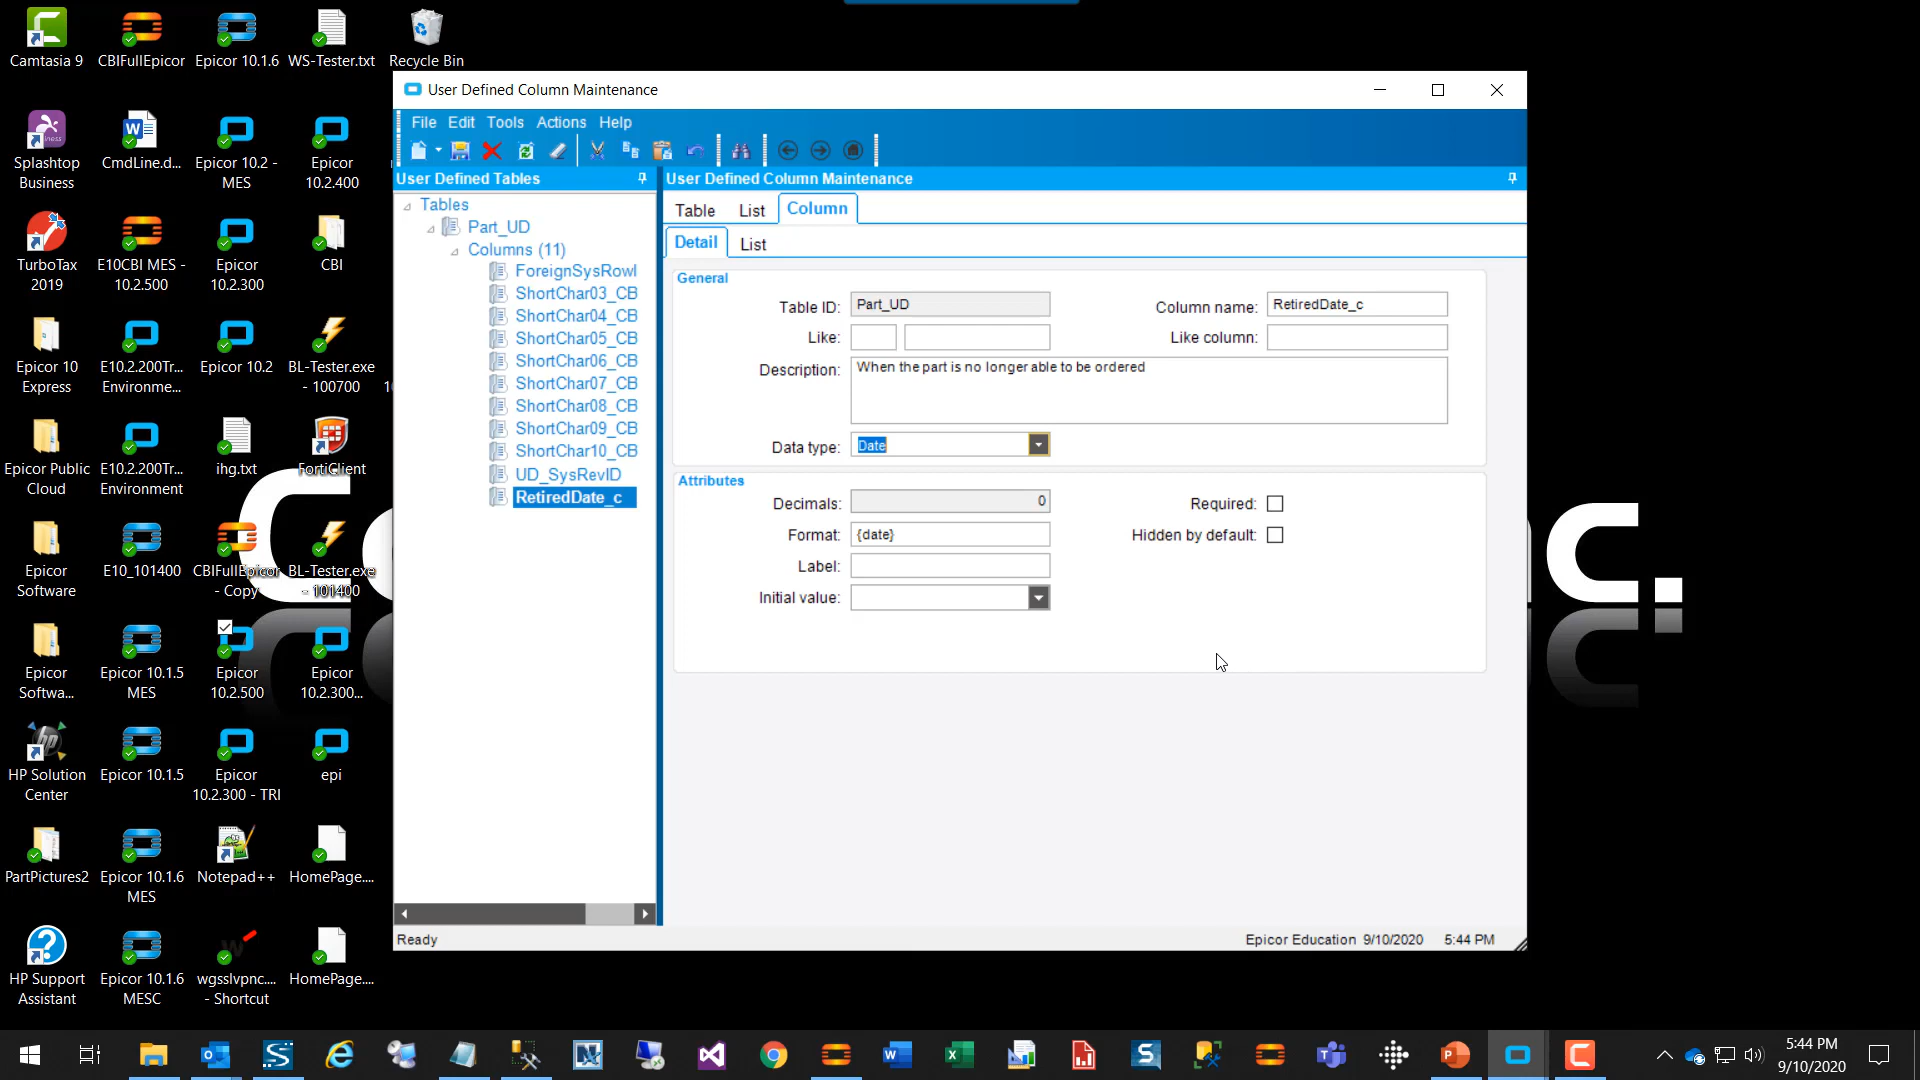 Camtasia 9
CBIFullEpicor
Epicor 10.1.6
WS-Tester.txt
Recycle Bin
Splashtop
Business
CmdLine.d...
Epicor 10.2 -
MES
Epicor
10.2.400
TurboTax
2019
E10CBI MES -
10.2.500
Epicor
10.2.300
CBI
Epicor 10
Express
E10.2.200Tr...
Environme...
Epicor 10.2
BL-Tester.exe
- 100700
Epicor Public
Cloud
E10.2.200Tr...
Environment
ihg.txt
FortiClient
Epicor
Software
E10_101400
CBIFullEpicor
- Copy
BL-Tester.exe
- 101400
Epicor
Softwa...
Epicor 10.1.5
MES
Epicor
10.2.500
Epicor
10.2.300...
HP Solution
Center
Epicor 10.1.5
Epicor
10.2.300 - TRI
epi
PartPictures2
Epicor 10.1.6
MES
Notepad++
HomePage....
HP Support
Assistant
Epicor 10.1.6
MESC
wgsslvpnc....
- Shortcut
HomePage....
User Defined Column Maintenance
File Edit Tools Actions Help
User Defined Tables
Tables
Part_UD
Columns (11)
ForeignSysRowI
ShortChar03_CB
ShortChar04_CB
ShortChar05_CB
ShortChar06_CB
ShortChar07_CB
ShortChar08_CB
ShortChar09_CB
ShortChar10_CB
UD_SysRevID
RetiredDate_c
User Defined Column Maintenance
Table List Column
Detail List
General
Table ID: Part_UD
Column name: RetiredDate_c
Like:
Like column:
Description: When the part is no longer able to be ordered
Data type: Date
Attributes
Decimals: 0
Required:
Format: {date}
Hidden by default:
Label:
Initial value:
Ready
Epicor Education 9/10/2020 5:44 PM
5:44 PM
9/10/2020